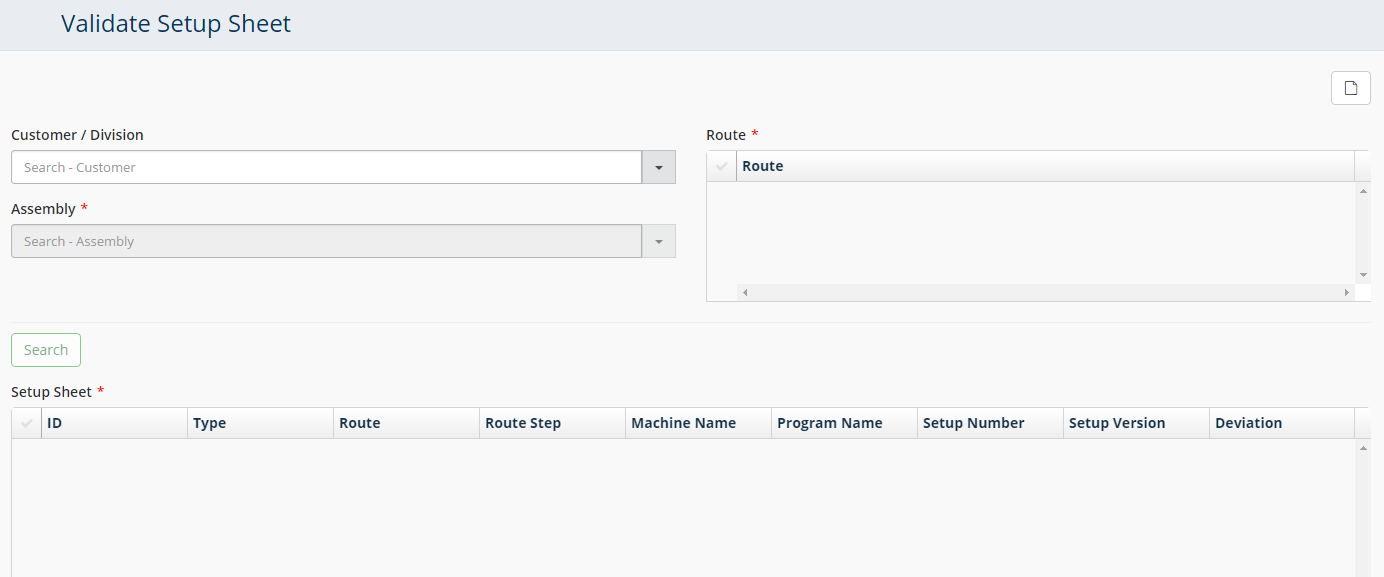 Validate Setup Sheet
Customer / Division
Search - Customer
Assembly *
Search - Assembly
Route *
Route
Search
Setup Sheet *
ID Type Route Route Step Machine Name Program Name Setup Number Setup Version Deviation